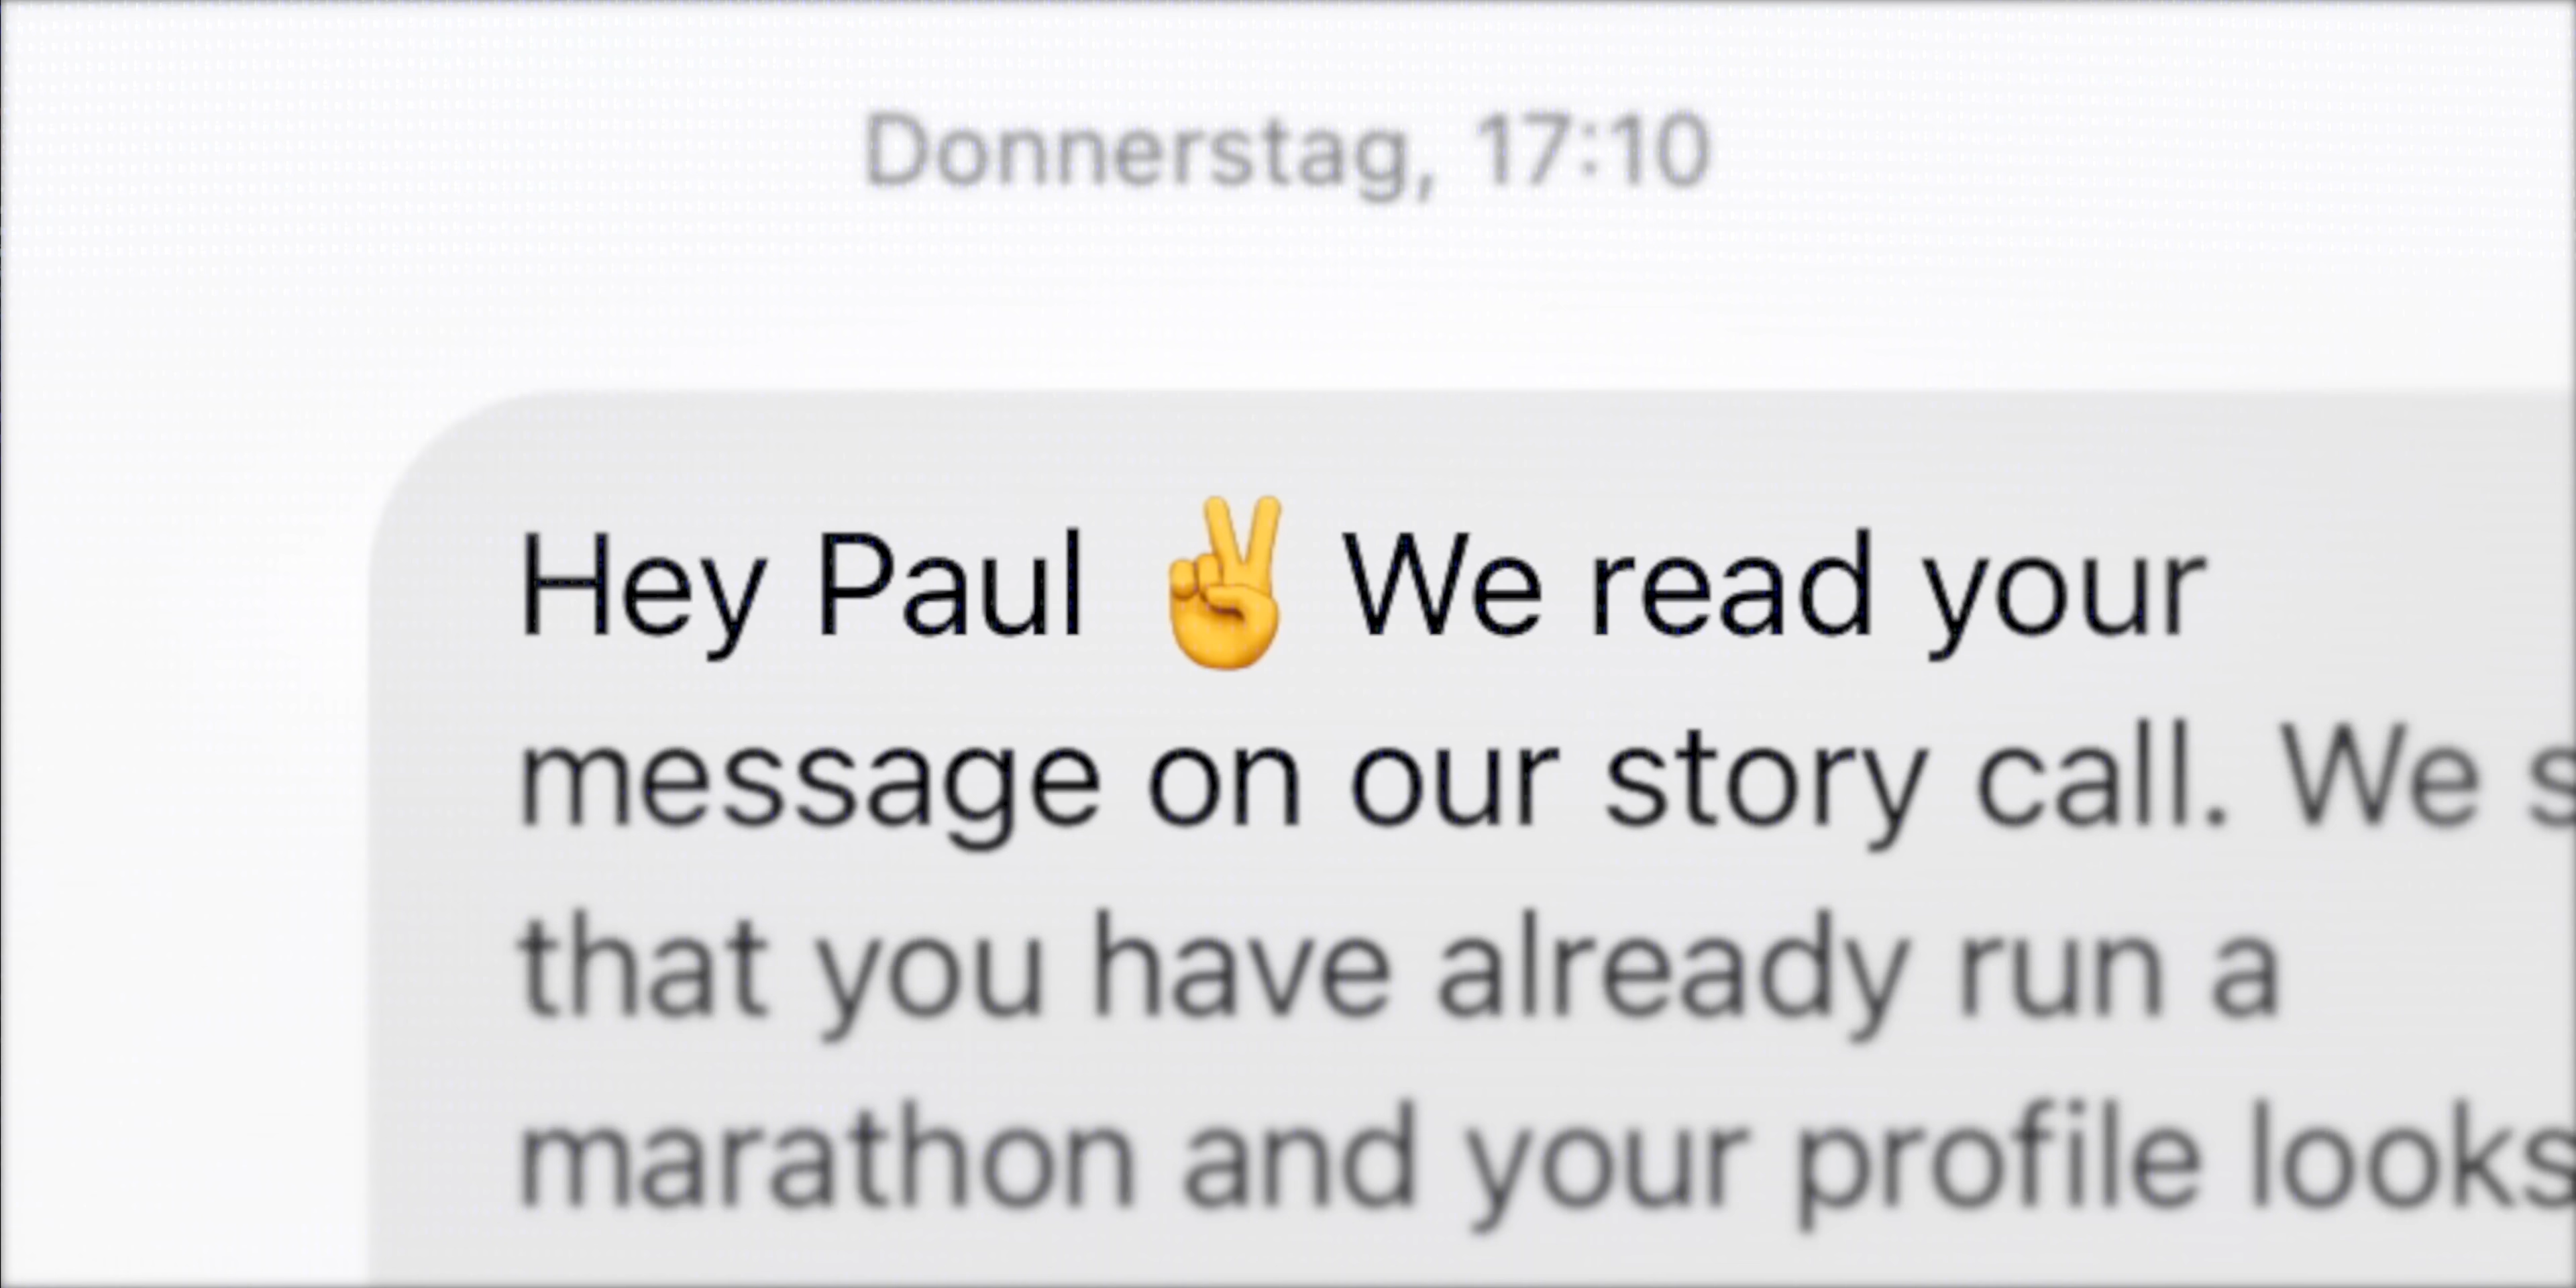 Donnerstag, 17:10
Hey Paul ✌️ We read your
message on our story call. We s
that you have already run a
marathon and your profile looks